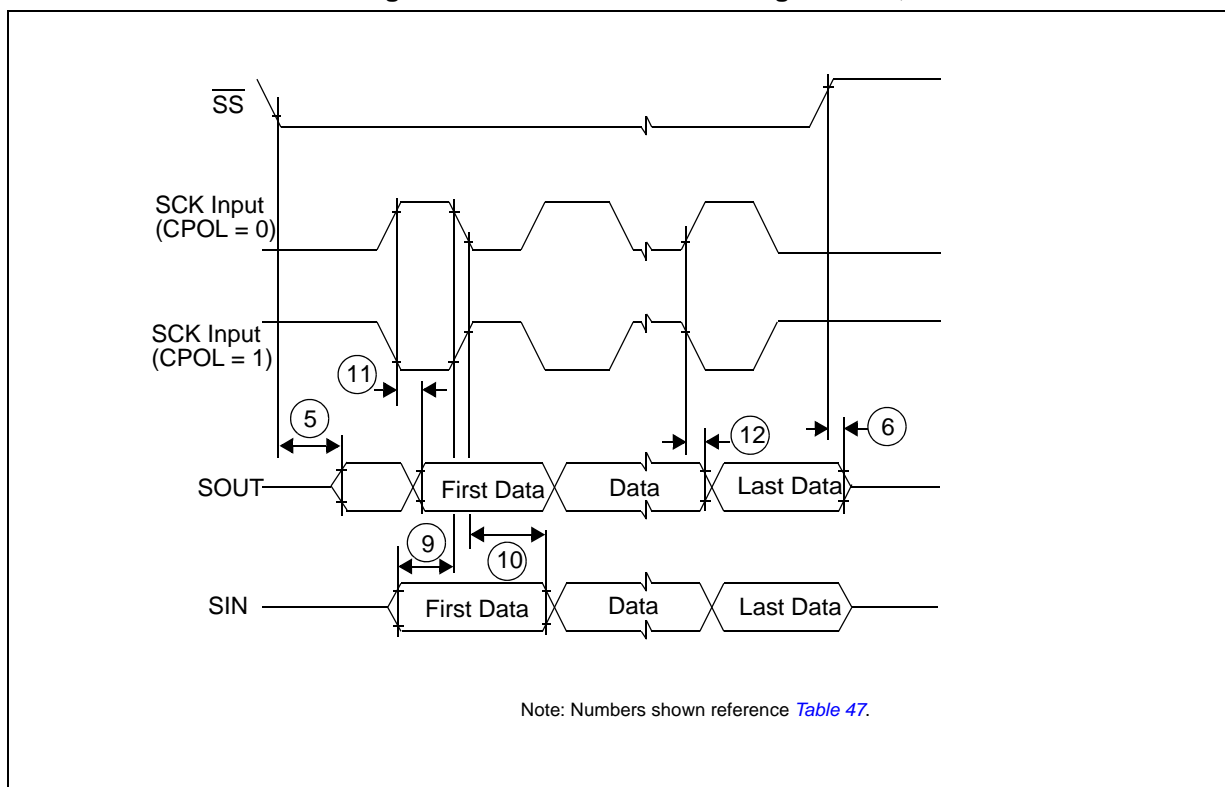 SS
SCK Input
(CPOL = 0)
SCK Input
(CPOL = 1)
11
5
12
6
SOUT
First Data
Data
Last Data
9
10
SIN
First Data
Data
Last Data
Note: Numbers shown reference Table 47.